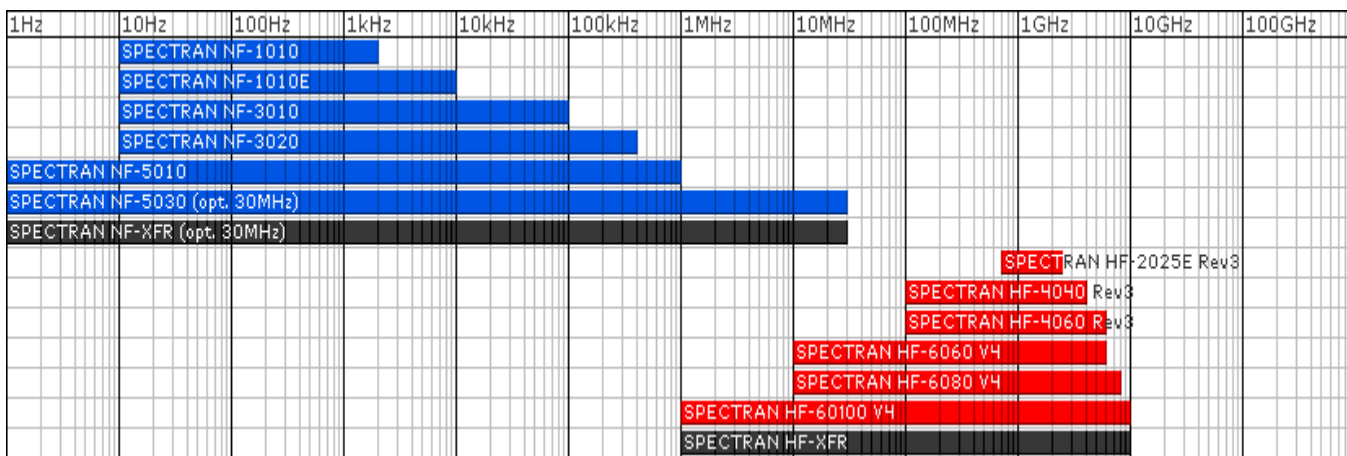 1Hz 10Hz 100Hz 1kHz 10kHz 100kHz 1MHz 10MHz 100MHz 1GHz 10GHz 100GHz
SPECTRAN NF-1010
SPECTRAN NF-1010E
SPECTRAN NF-3010
SPECTRAN NF-3020
SPECTRAN NF-5010
SPECTRAN NF-5030 (opt. 30MHz)
SPECTRAN NF-XFR (opt. 30MHz)
SPECTRAN HF-2025E Rev3
SPECTRAN HF-4040 Rev3
SPECTRAN HF-4060 Rev3
SPECTRAN HF-6060 V4
SPECTRAN HF-6080 V4
SPECTRAN HF-60100 V4
SPECTRAN HF-XFR